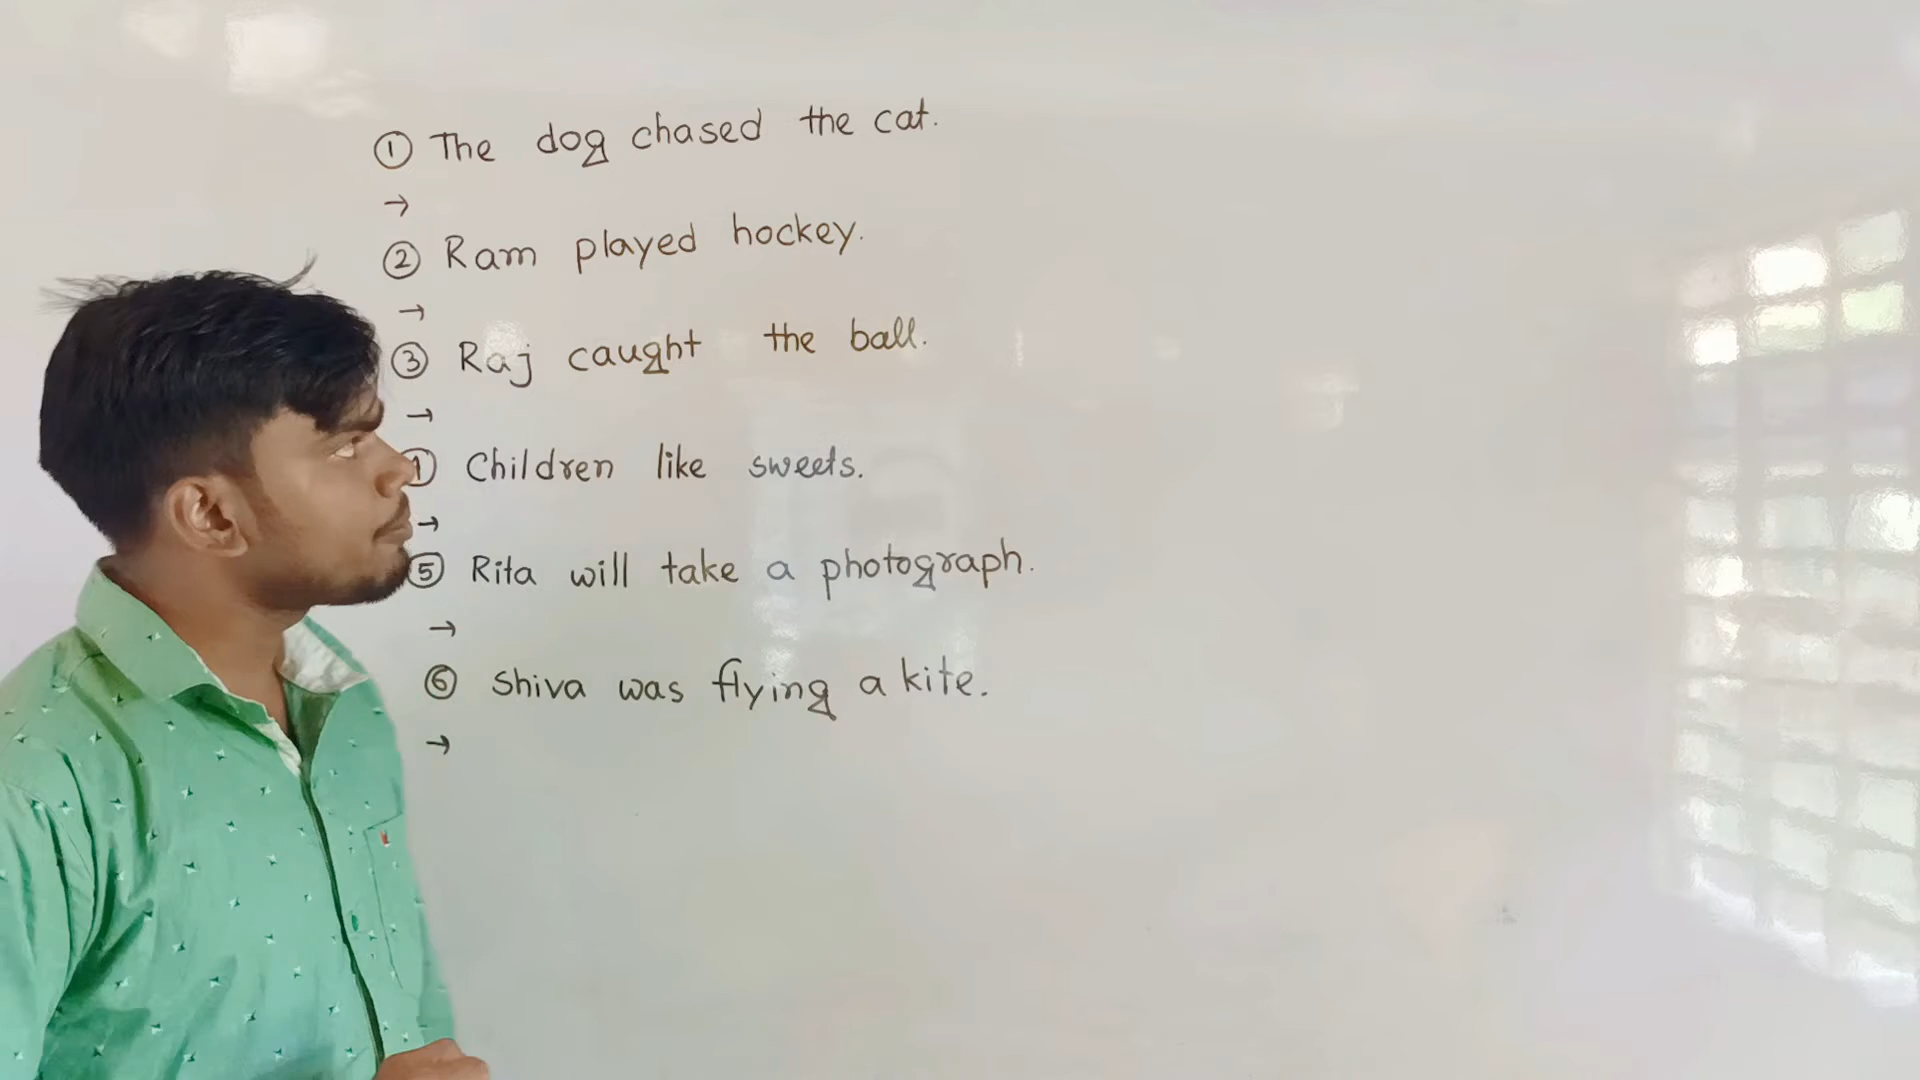 ① The dog chased the cat.
→
② Ram played hockey.
→
③ Raj caught the ball.
→
Children like sweets.
→
⑤ Rita will take a photograph.
→
⑥ Shiva was flying a kite.
→